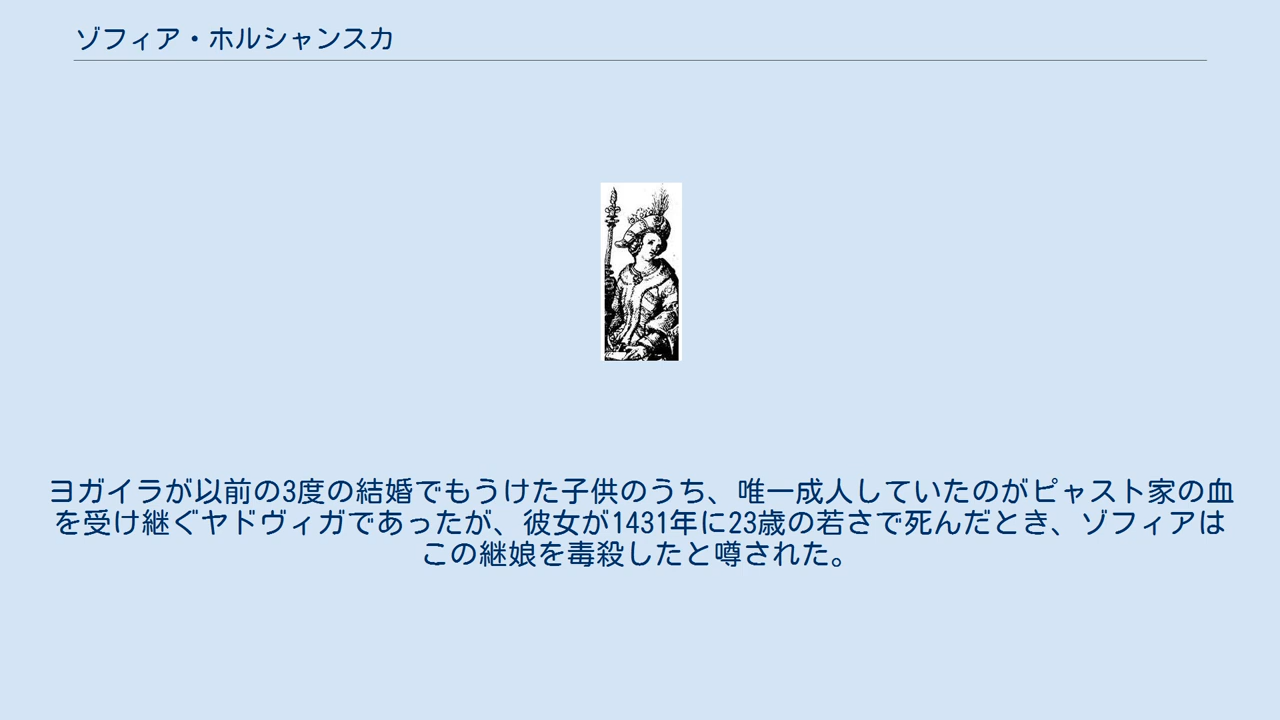 ゾフィア・ホルシャンスカ
ヨガイラが以前の3度の結婚でもうけた子供のうち、唯一成人していたのがピャスト家の血
を受け継ぐヤドヴィガであったが、彼女が1431年に23歳の若さで死んだとき、ゾフィアは
この継娘を毒殺したと噂された。